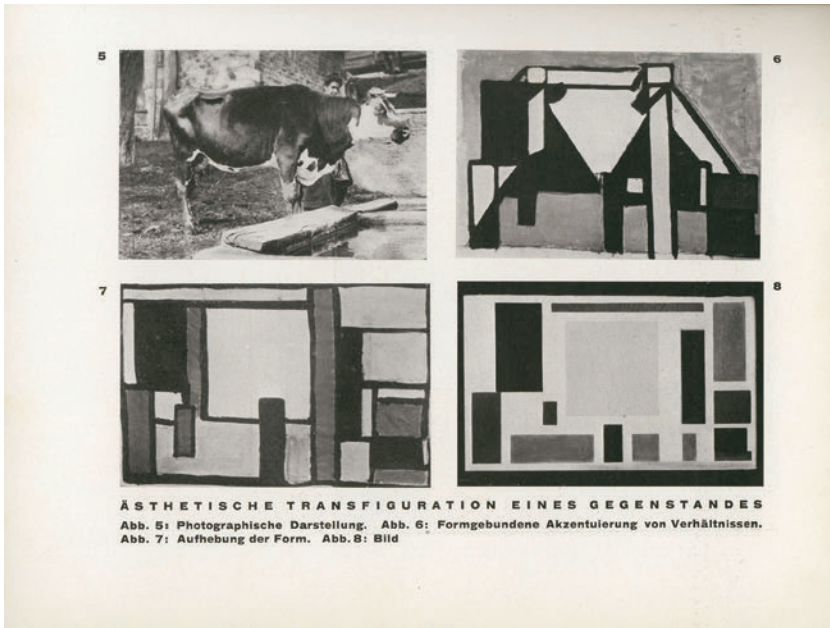 5
6
7
8
ÄSTHETISCHE TRANSFIGURATION EINES GEGENSTANDES
Abb. 5: Photographische Darstellung. Abb. 6: Formgebundene Akzentuierung von Verhältnissen.
Abb. 7: Aufhebung der Form. Abb. 8: Bild